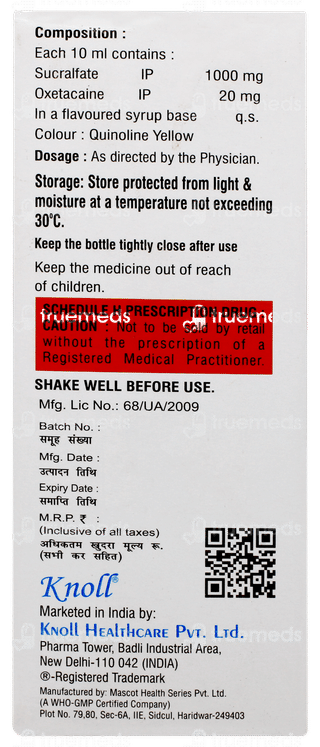 Composition :
Each 10 ml contains :
Sucralfate IP 1000 mg
Oxetacaine IP 20 mg
In a flavoured syrup base q.s.
Colour : Quinoline Yellow
Dosage : As directed by the Physician.
Storage: Store protected from light &
moisture at a temperature not exceeding
30°C.
Keep the bottle tightly close after use
Keep the medicine out of reach
of children.
SCHEDULE H PRESCRIPTION DRUG-
CAUTION : Not to be sold by retail
without the prescription of a
Registered Medical Practitioner.
SHAKE WELL BEFORE USE.
Mfg. Lic No.: 68/UA/2009
Batch No. :
समूह संख्या
Mfg. Date :
उत्पादन तिथि
Expiry Date :
समाप्ति तिथि
M.R.P. ₹ :
(Inclusive of all taxes)
अधिकतम खुदरा मूल्य रू.
(सभी कर सहित)
Knoll®
Marketed in India by:
KNOLL HEALTHCARE PVT. LTD.
Pharma Tower, Badli Industrial Area,
New Delhi-110 042 (INDIA)
®-Registered Trademark
Manufactured by: Mascot Health Series Pvt. Ltd.
(A WHO-GMP Certified Company)
Plot No. 79,80, Sec-6A, IIE, Sidcul, Haridwar-249403
truemeds